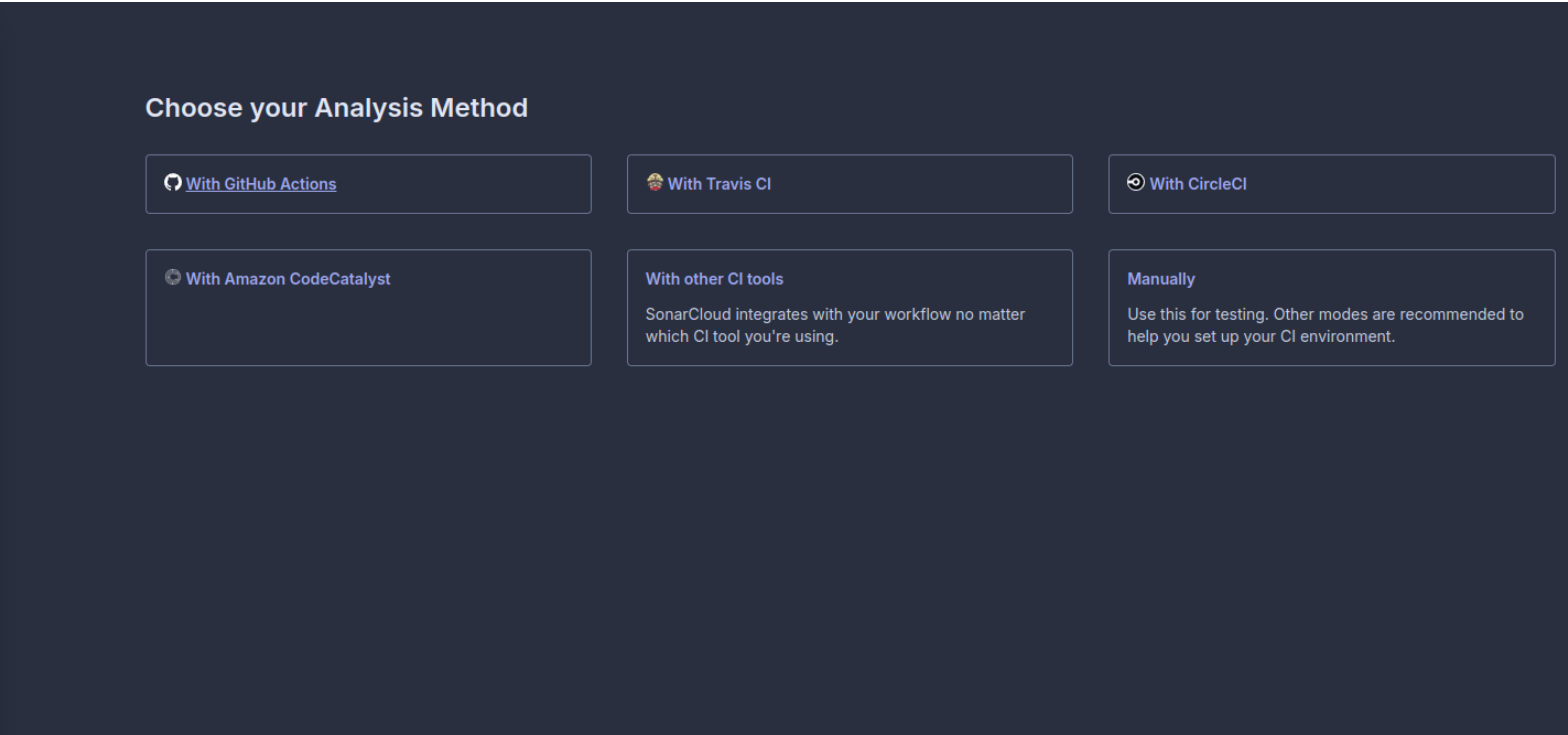 Choose your Analysis Method
With GitHub Actions
With Travis CI
With CircleCI
With Amazon CodeCatalyst
With other CI tools
SonarCloud integrates with your workflow no matter
which CI tool you're using.
Manually
Use this for testing. Other modes are recommended to
help you set up your CI environment.